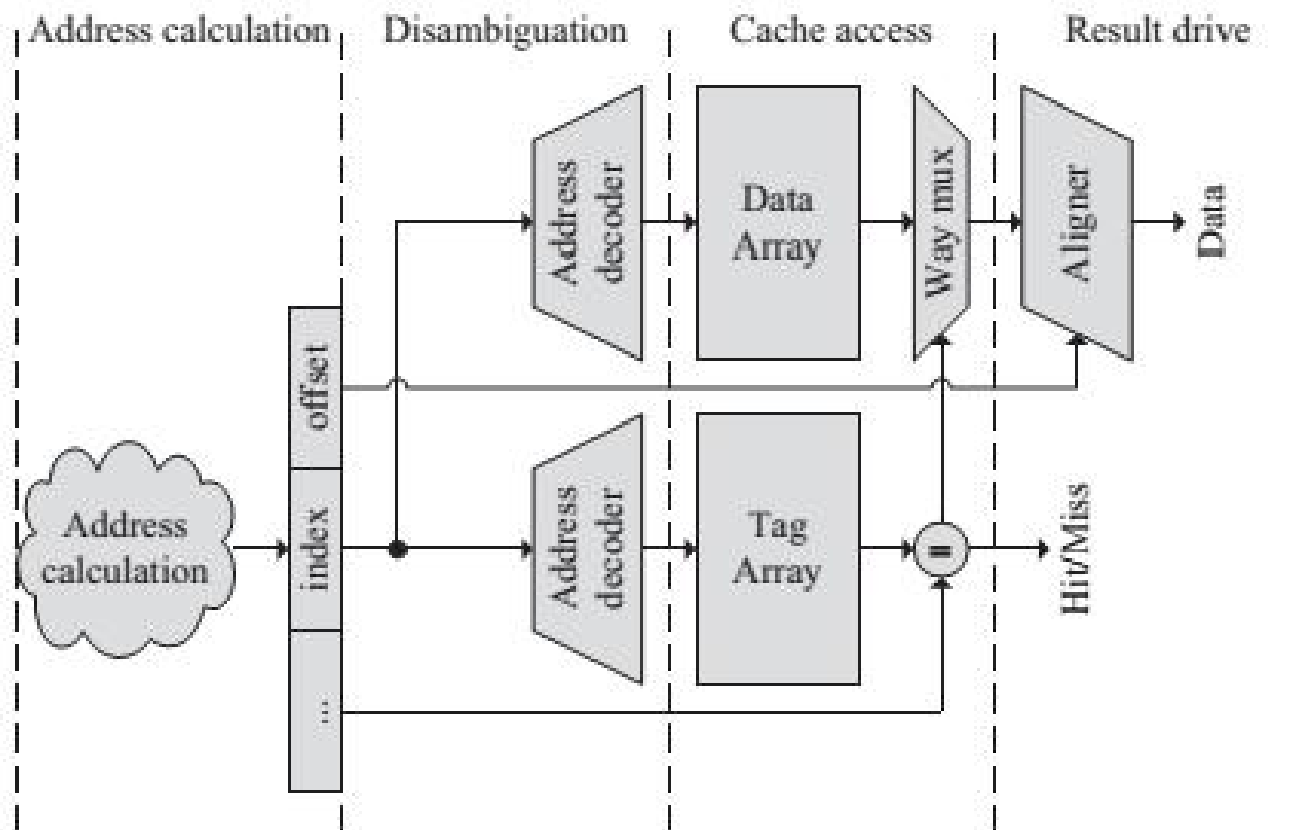 Address calculation
Disambiguation
Cache access
Result drive
Address
decoder
Data
Array
Way mux
Aligner
Data
offset
index
...
Address
calculation
Address
decoder
Tag
Array
=
Hit/Miss